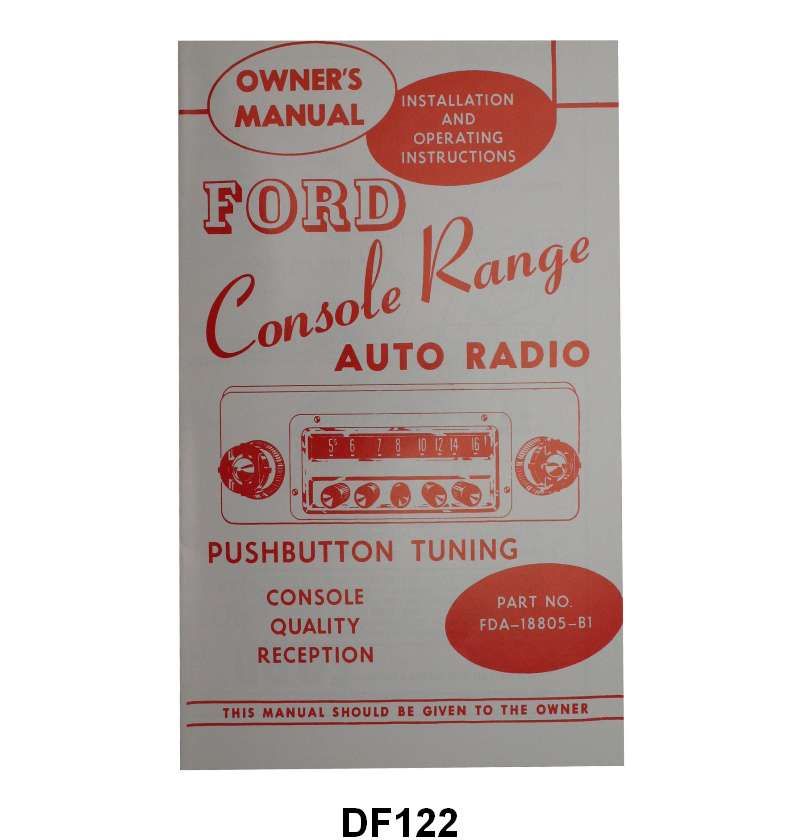 OWNER'S
MANUAL
INSTALLATION
AND
OPERATING
INSTRUCTIONS
FORD
Console Range
AUTO RADIO
5⁵ 6 7 8 10 12 14 16
PUSHBUTTON TUNING
CONSOLE
QUALITY
RECEPTION
PART NO.
FDA-18805-B1
THIS MANUAL SHOULD BE GIVEN TO THE OWNER
DF122